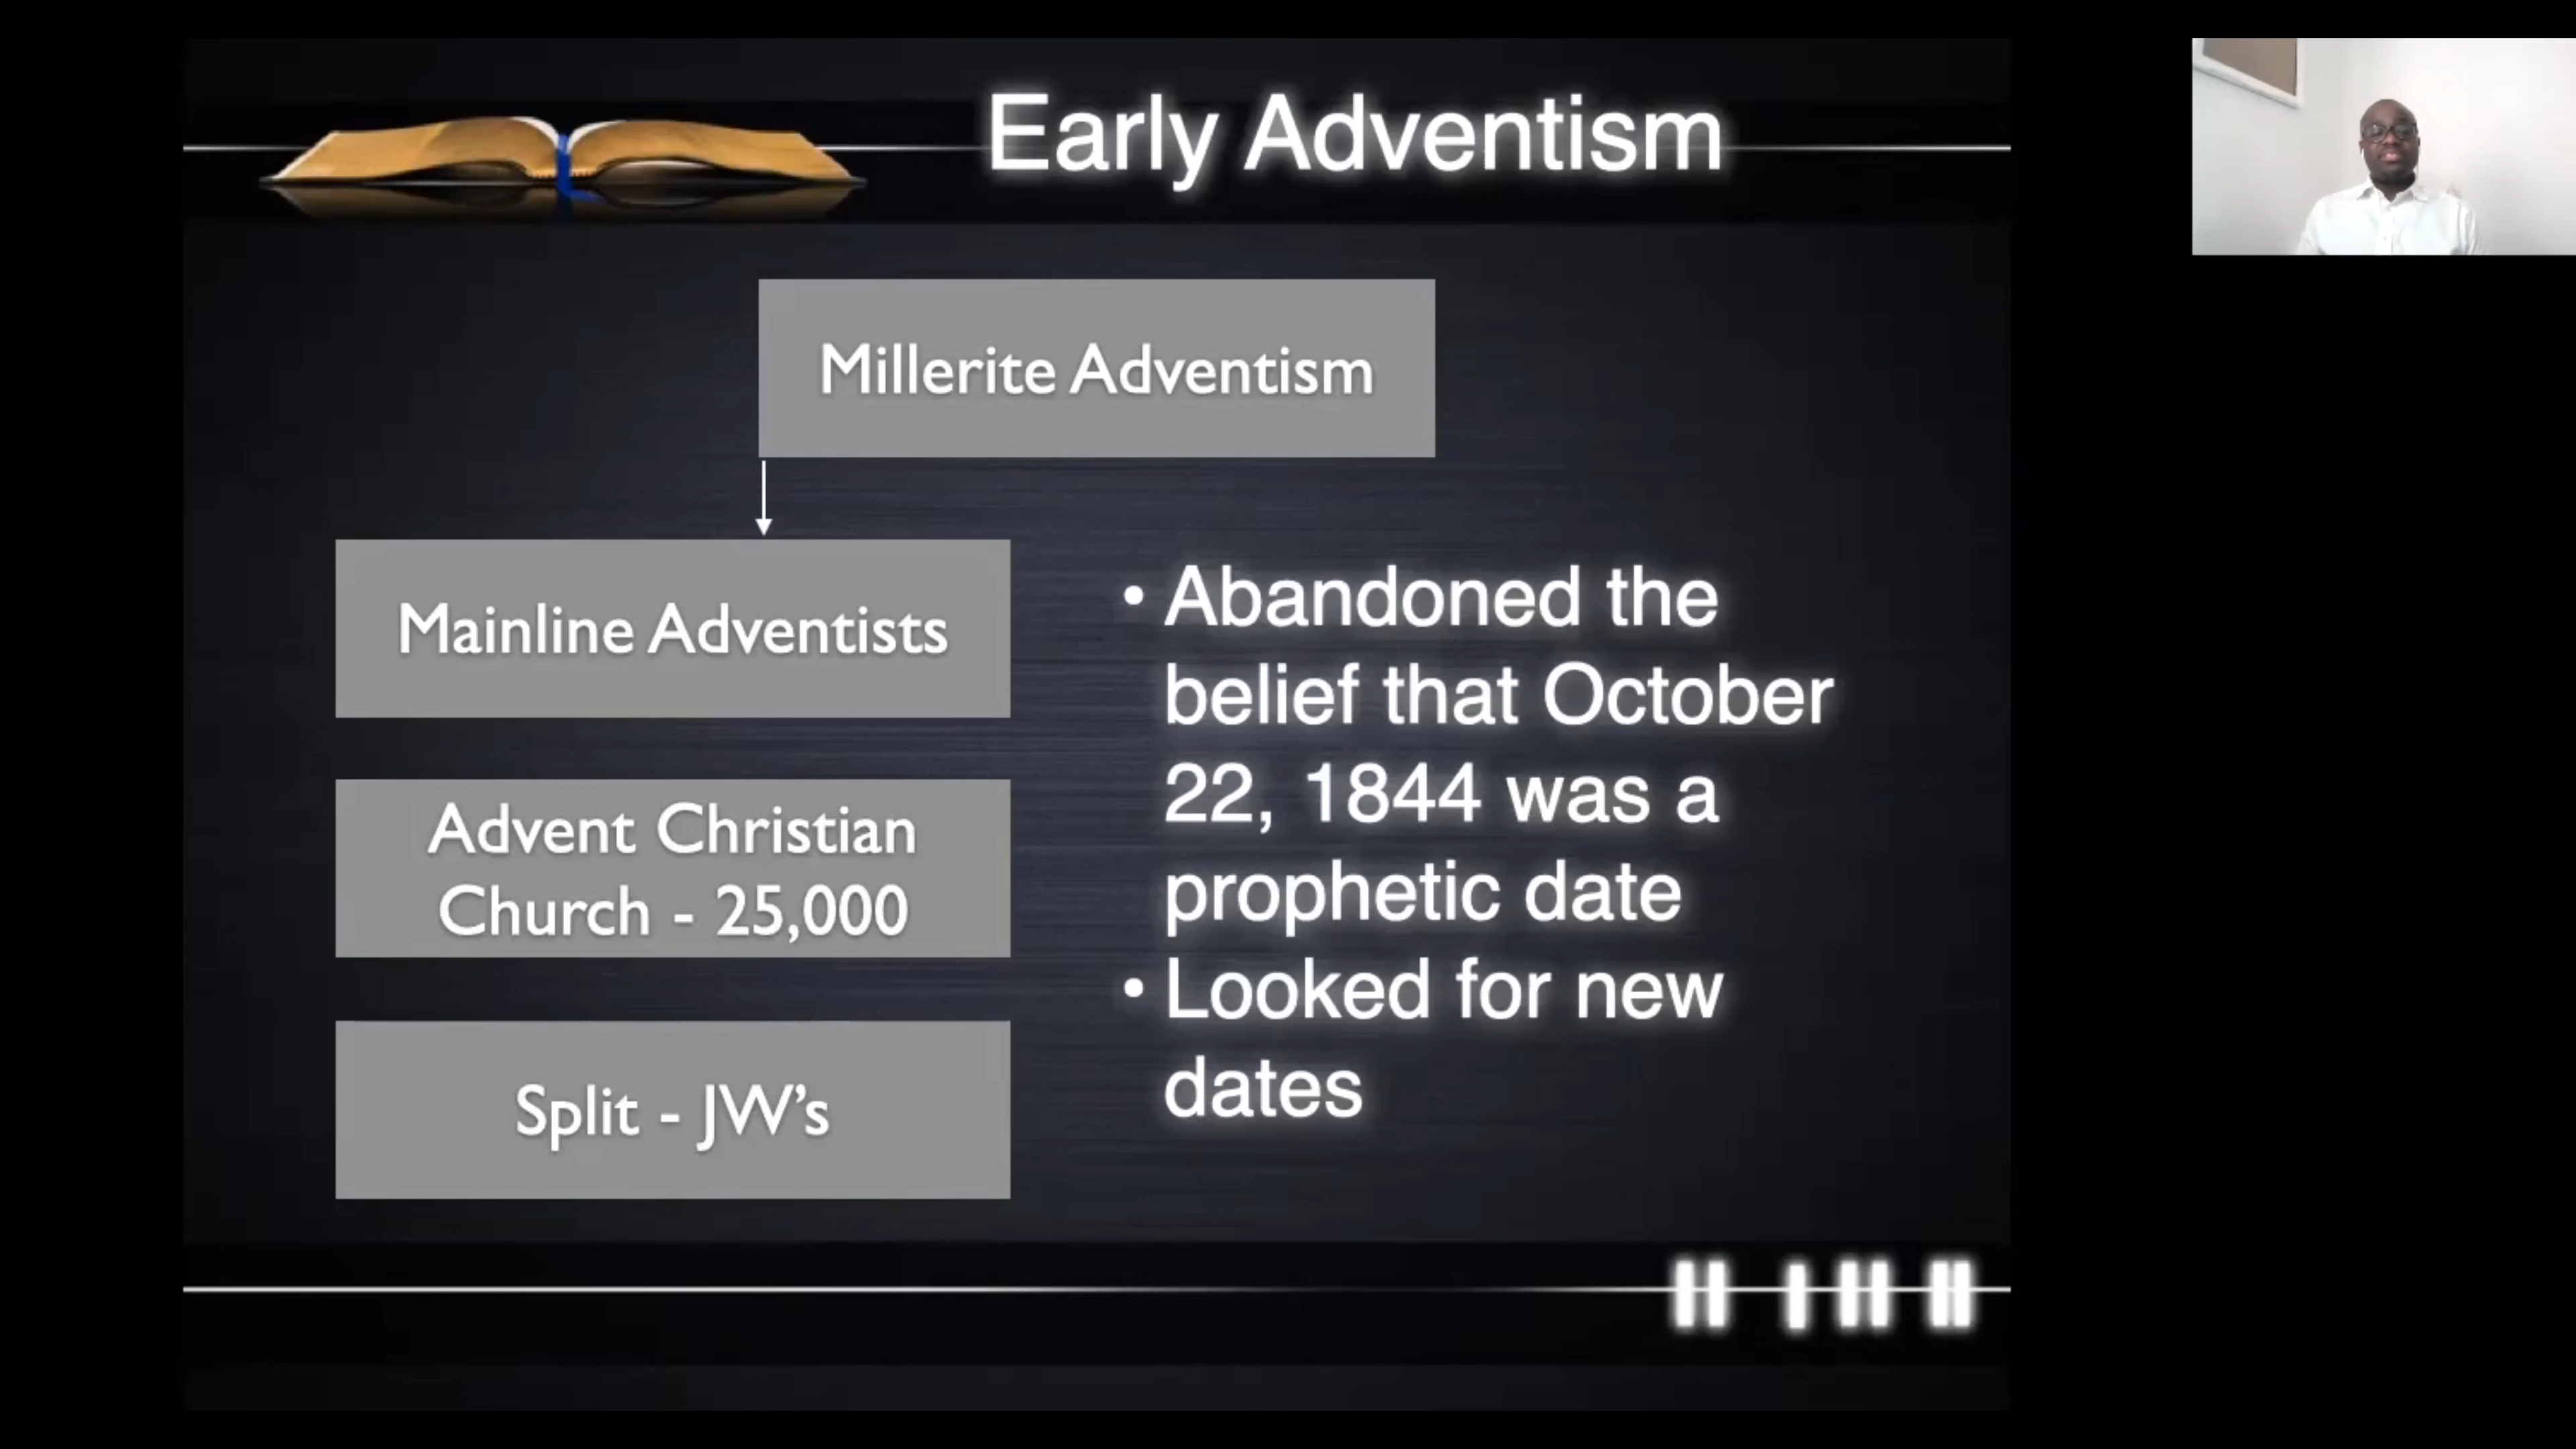 Early Adventism
Millerite Adventism
Mainline Adventists
Advent Christian
Church - 25,000
Split - JW’s
• Abandoned the
belief that October
22, 1844 was a
prophetic date
• Looked for new
dates